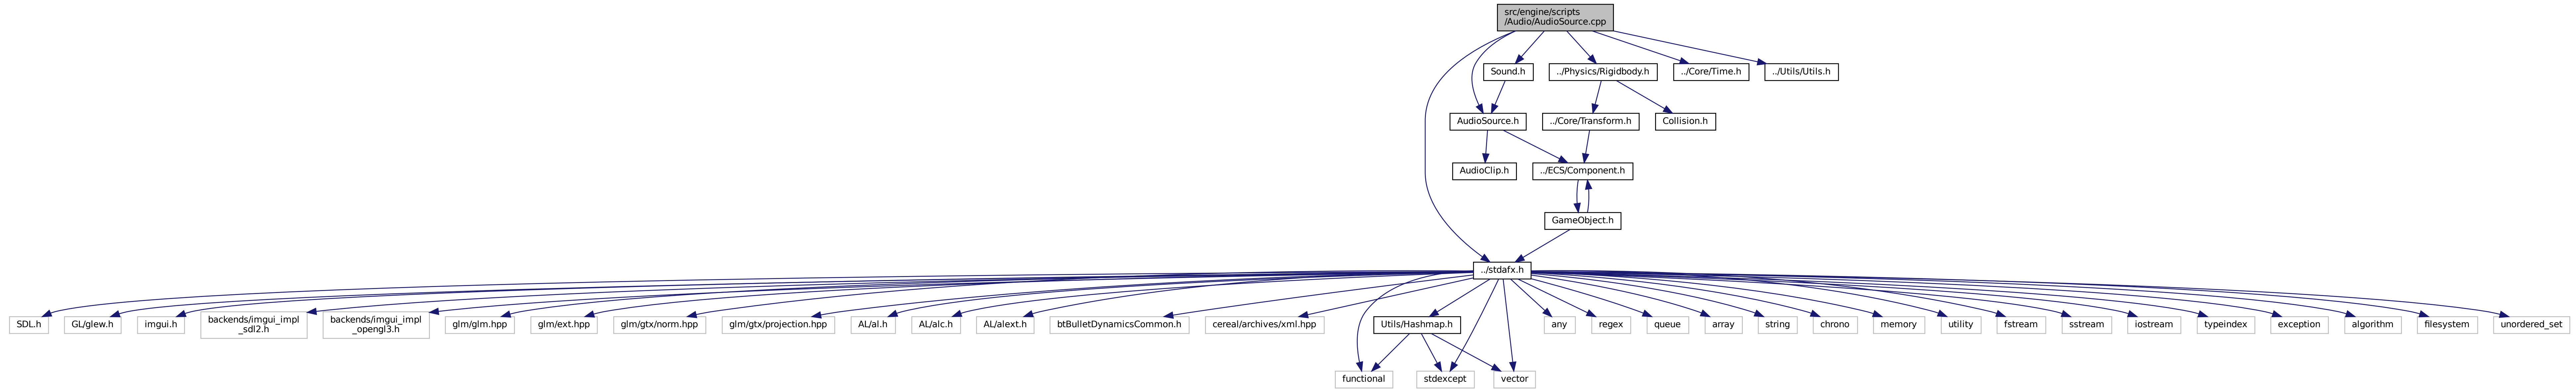 src/engine/scripts
/Audio/AudioSource.cpp
Sound.h
../Physics/Rigidbody.h
../Core/Time.h
../Utils/Utils.h
AudioSource.h
../Core/Transform.h
Collision.h
AudioClip.h
../ECS/Component.h
GameObject.h
../stdafx.h
SDL.h
GL/glew.h
imgui.h
backends/imgui_impl
_sdl2.h
backends/imgui_impl
_opengl3.h
glm/glm.hpp
glm/ext.hpp
glm/gtx/norm.hpp
glm/gtx/projection.hpp
AL/al.h
AL/alc.h
AL/alext.h
btBulletDynamicsCommon.h
cereal/archives/xml.hpp
Utils/Hashmap.h
any
regex
queue
array
string
chrono
memory
utility
fstream
sstream
iostream
typeindex
exception
algorithm
filesystem
unordered_set
functional
stdexcept
vector